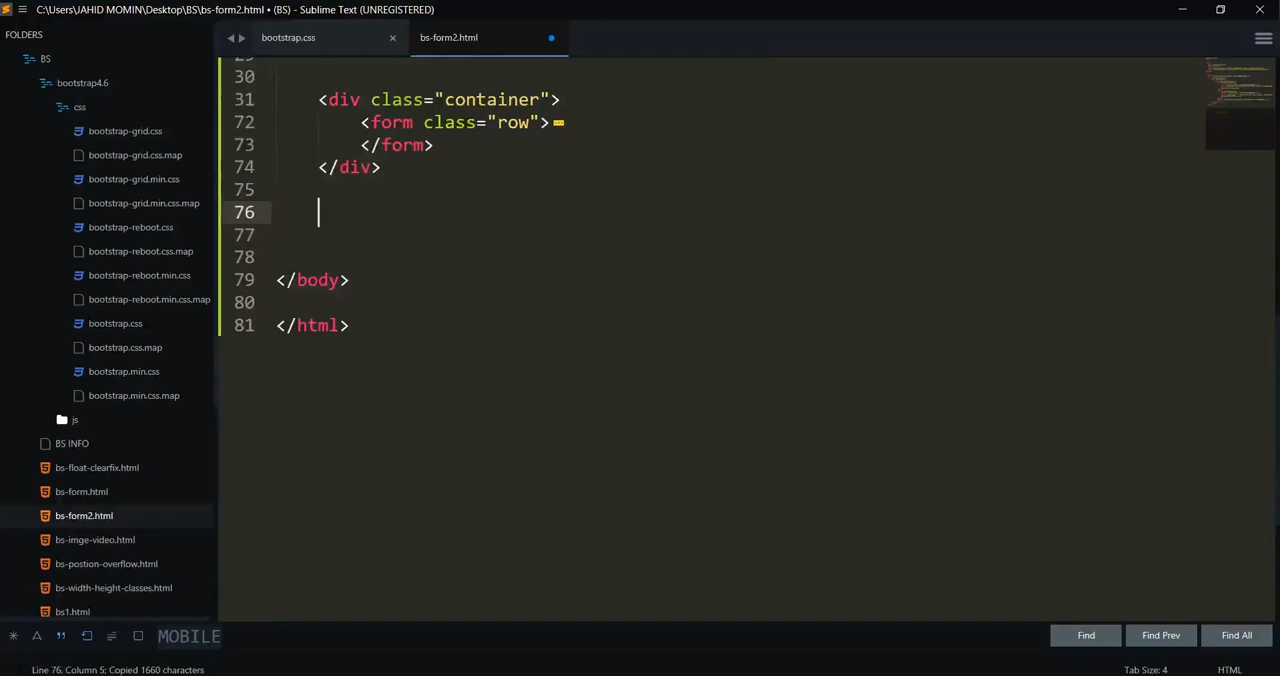 C:\Users\JAHID MOMIN\Desktop\BS\bs-form2.html • (BS) - Sublime Text (UNREGISTERED)
FOLDERS
BS
bootstrap4.6
css
bootstrap-grid.css
bootstrap-grid.css.map
bootstrap-grid.min.css
bootstrap-grid.min.css.map
bootstrap-reboot.css
bootstrap-reboot.css.map
bootstrap-reboot.min.css
bootstrap-reboot.min.css.map
bootstrap.css
bootstrap.css.map
bootstrap.min.css
bootstrap.min.css.map
js
BS INFO
bs-float-clearfix.html
bs-form.html
bs-form2.html
bs-imge-video.html
bs-postion-overflow.html
bs-width-height-classes.html
bs1.html
bootstrap.css
bs-form2.html
30
31 <div class="container">
72 <form class="row">
73 </form>
74 </div>
75
76
77
78
79 </body>
80
81 </html>
MOBILE
Find Find Prev Find All
Line 76, Column 5; Copied 1660 characters
Tab Size: 4 HTML